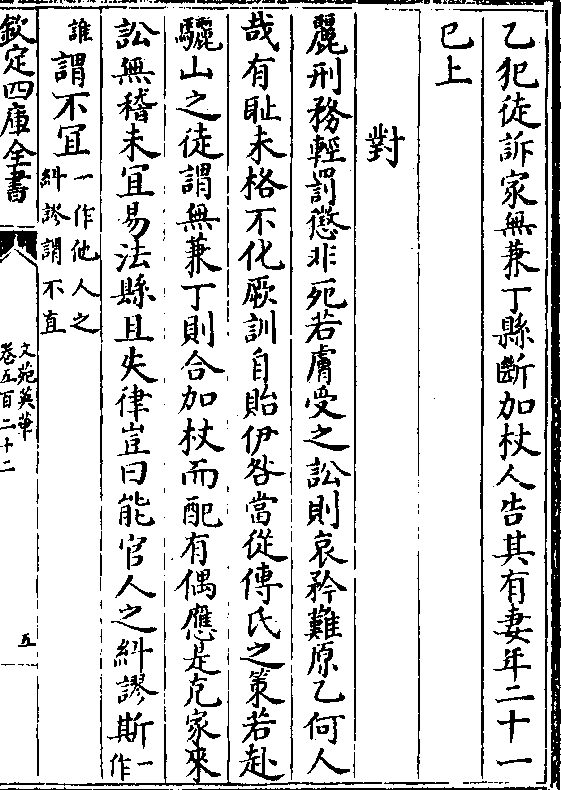 乙犯徒訴家無兼丁縣斷加杖人告其有妻年二十一
已上
對
麗刑務輕罰懲非死若膚受之訟則哀矜難原乙何人
哉有恥未格不化厥訓自貽伊咎當從傅氏之策若赴
驪山之徒謂無兼丁則合加杖而配有偶應是克家來
訟無稽未宜易法縣且失律豈曰能官人之糾謬斯一作
誰謂不宜一作他人之糾謬謂不直
欽定四庫全書
文苑英華
卷五百二十二
五